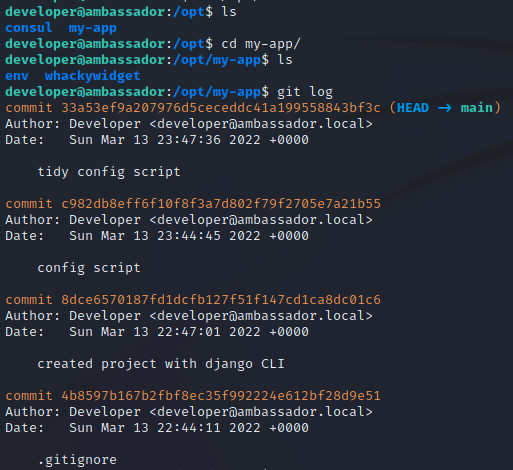 developer@ambassador:/opt$ ls
consul  my-app
developer@ambassador:/opt$ cd my-app/
developer@ambassador:/opt/my-app$ ls
env  whackywidget
developer@ambassador:/opt/my-app$ git log
commit 33a53ef9a207976d5ceceddc41a199558843bf3c (HEAD → main)
Author: Developer <developer@ambassador.local>
Date:   Sun Mar 13 23:47:36 2022 +0000
    tidy config script
commit c982db8eff6f10f8f3a7d802f79f2705e7a21b55
Author: Developer <developer@ambassador.local>
Date:   Sun Mar 13 23:44:45 2022 +0000
    config script
commit 8dce6570187fd1dcfb127f51f147cd1ca8dc01c6
Author: Developer <developer@ambassador.local>
Date:   Sun Mar 13 22:47:01 2022 +0000
    created project with django CLI
commit 4b8597b167b2fbf8ec35f992224e612bf28d9e51
Author: Developer <developer@ambassador.local>
Date:   Sun Mar 13 22:44:11 2022 +0000
    .gitignore